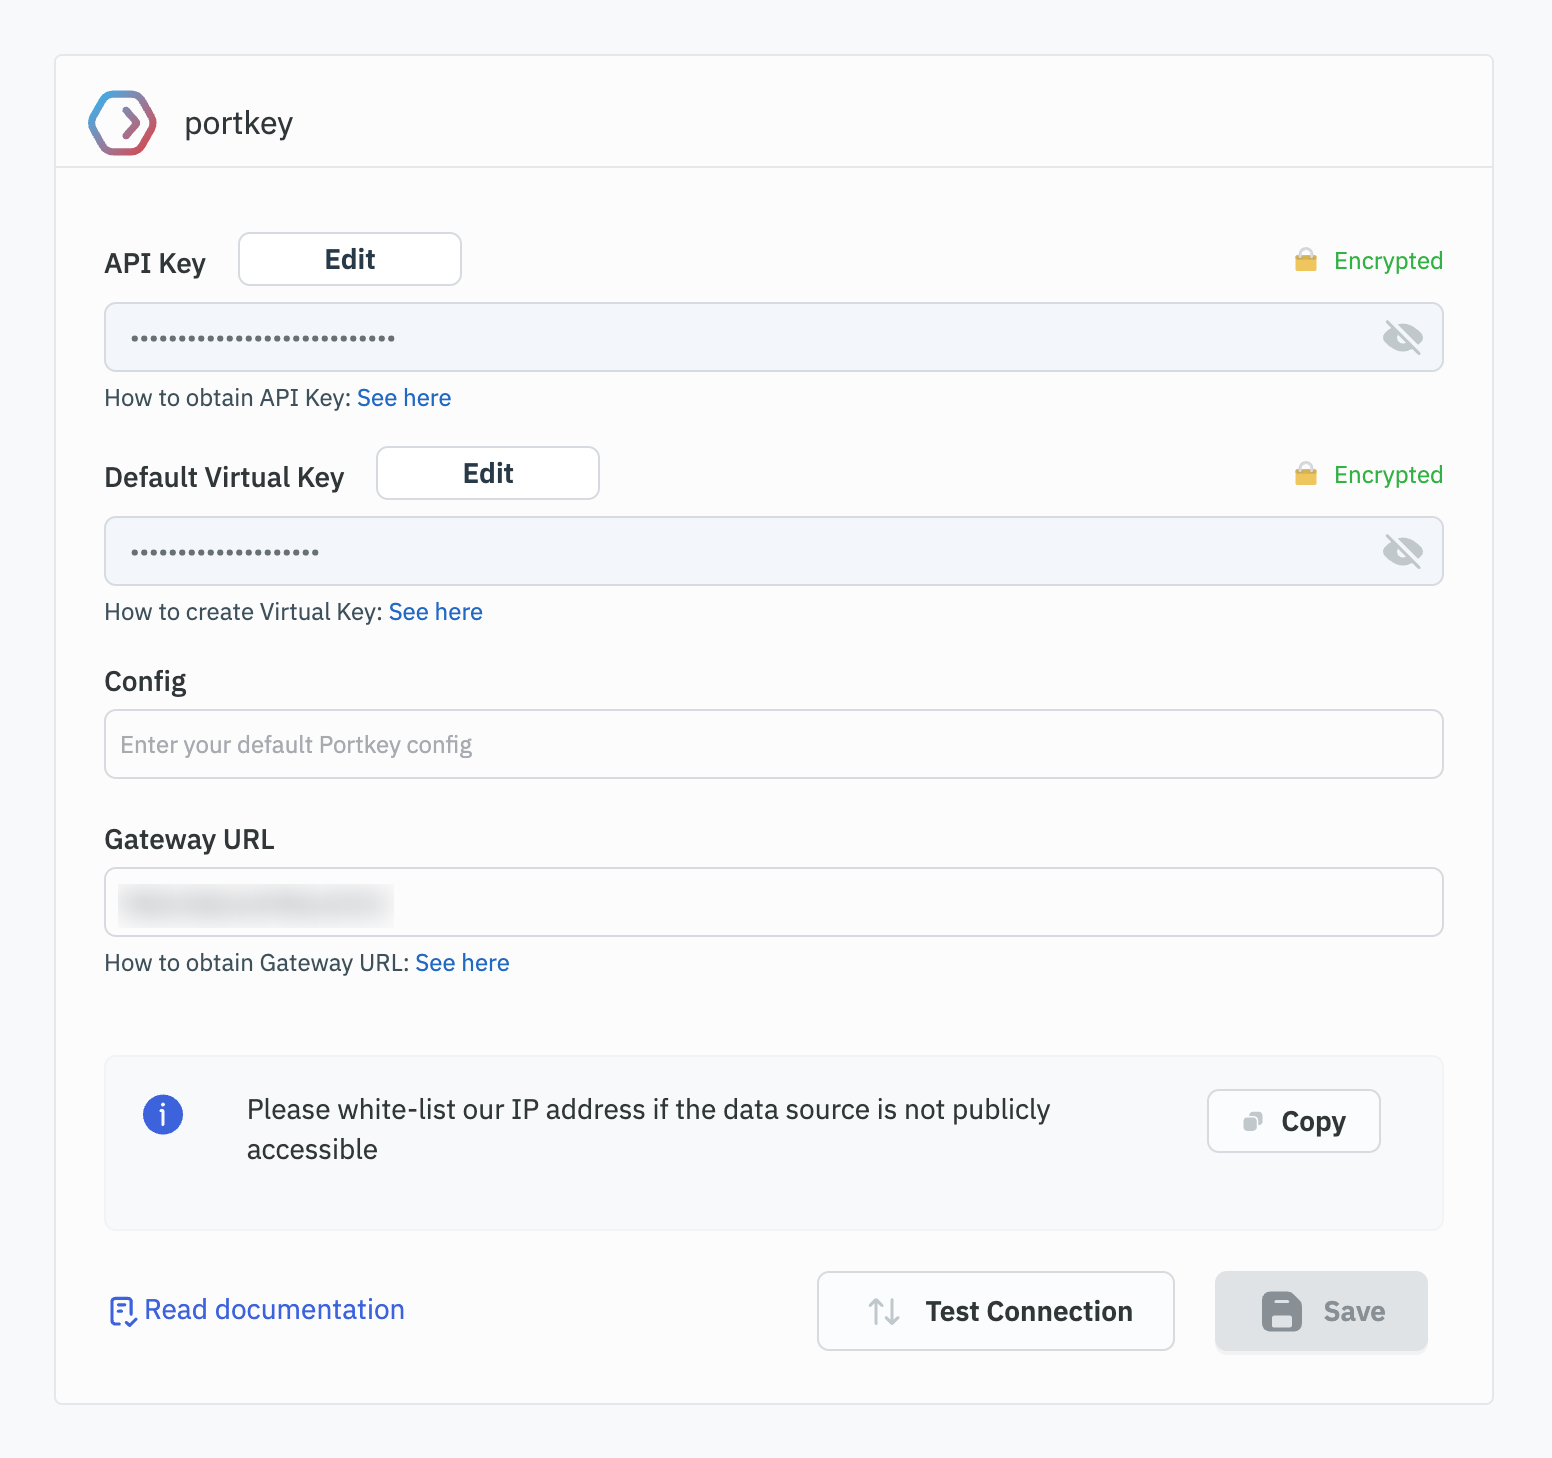 portkey
API Key
Edit
Encrypted
••••••••••••••••••••••••••••
How to obtain API Key: See here
Default Virtual Key
Edit
Encrypted
••••••••••••••••••••
How to create Virtual Key: See here
Config
Enter your default Portkey config
Gateway URL
How to obtain Gateway URL: See here
Please white-list our IP address if the data source is not publicly
accessible
Copy
Read documentation
Test Connection
Save